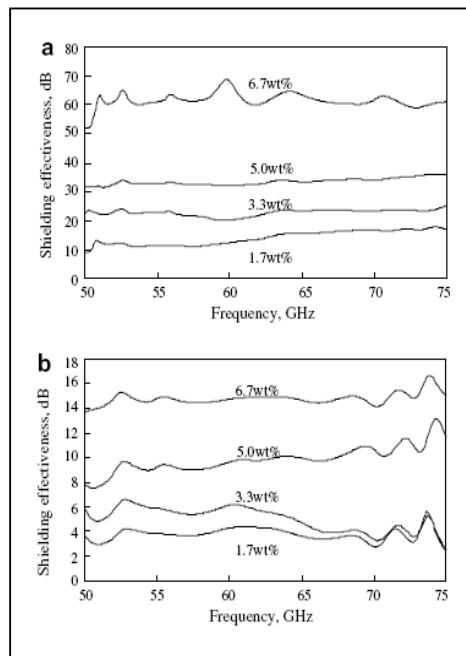 a
Shielding effectiveness, dB
80
70
60
50
40
30
20
10
0
6.7wt%
5.0wt%
3.3wt%
1.7wt%
50 55 60 65 70 75
Frequency, GHz
b
Shielding effectiveness, dB
18
16
14
12
10
8
6
4
2
0
6.7wt%
5.0wt%
3.3wt%
1.7wt%
50 55 60 65 70 75
Frequency, GHz